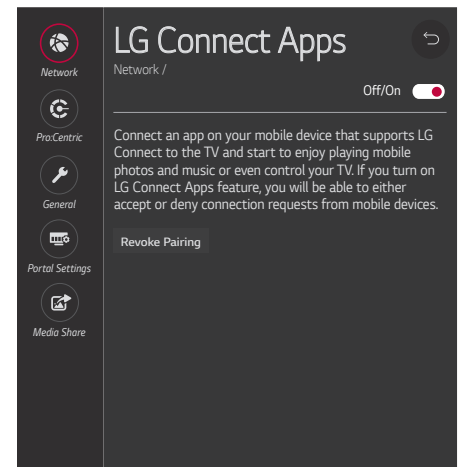 LG Connect Apps
Network /
Off/On
Connect an app on your mobile device that supports LG
Connect to the TV and start to enjoy playing mobile
photos and music or even control your TV. If you turn on
LG Connect Apps feature, you will be able to either
accept or deny connection requests from mobile devices.
Revoke Pairing
Network
Pro:Centric
General
Portal Settings
Media Share